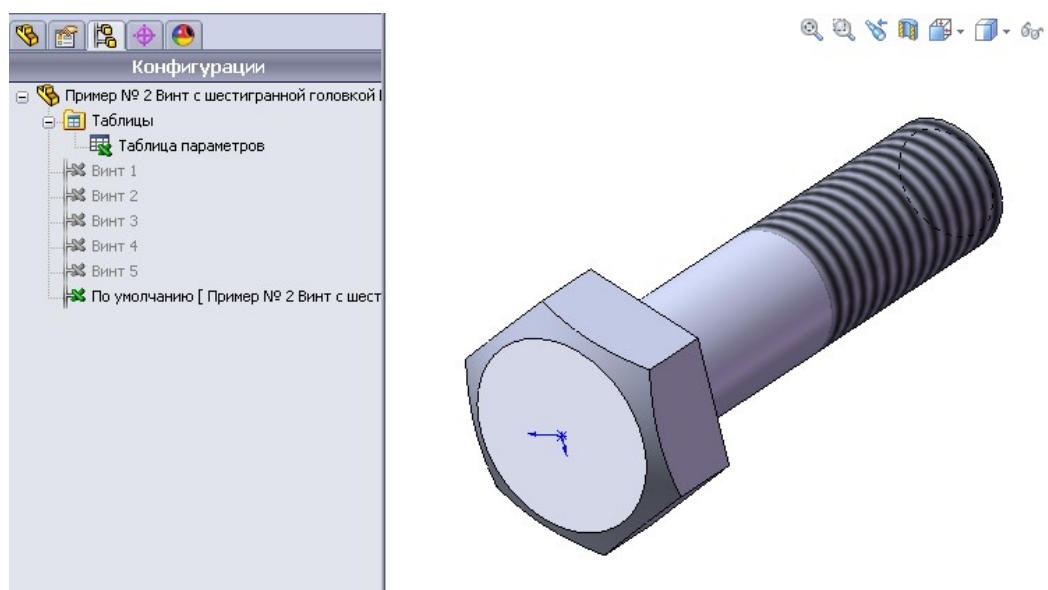 Конфигурации
Пример № 2 Винт с шестигранной головкой
Таблицы
Таблица параметров
Винт 1
Винт 2
Винт 3
Винт 4
Винт 5
По умолчанию [ Пример № 2 Винт с шест